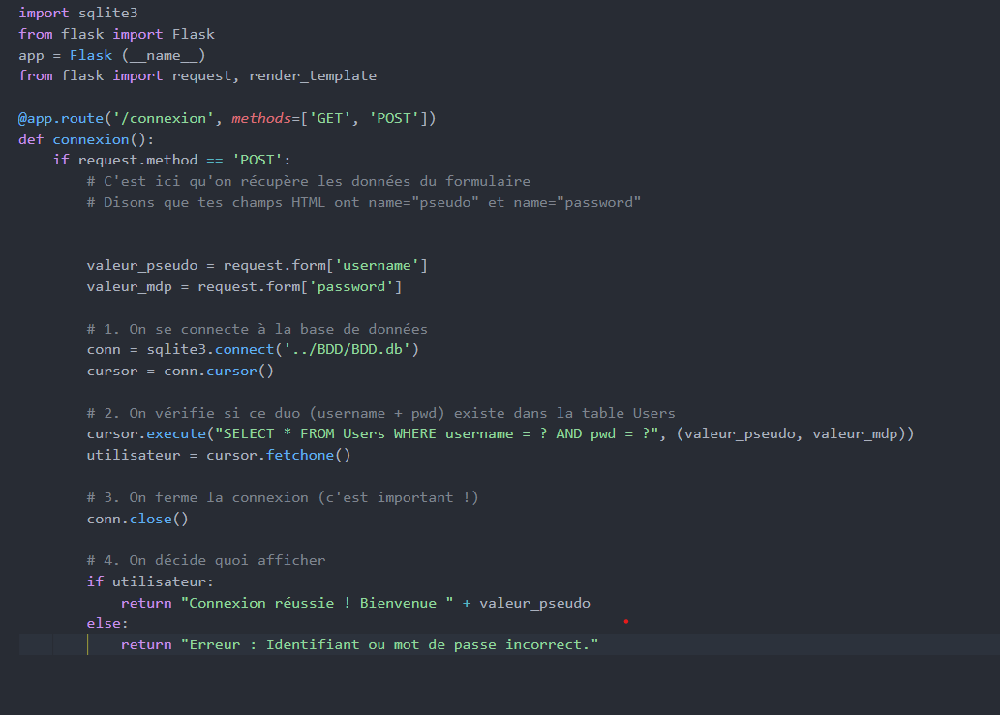 import sqlite3
from flask import Flask
app = Flask (__name__)
from flask import request, render_template
@app.route('/connexion', methods=['GET', 'POST'])
def connexion():
    if request.method == 'POST':
        # C'est ici qu'on récupère les données du formulaire
        # Disons que tes champs HTML ont name="pseudo" et name="password"
        valeur_pseudo = request.form['username']
        valeur_mdp = request.form['password']
        # 1. On se connecte à la base de données
        conn = sqlite3.connect('../BDD/BDD.db')
        cursor = conn.cursor()
        # 2. On vérifie si ce duo (username + pwd) existe dans la table Users
        cursor.execute("SELECT * FROM Users WHERE username = ? AND pwd = ?", (valeur_pseudo, valeur_mdp))
        utilisateur = cursor.fetchone()
        # 3. On ferme la connexion (c'est important !)
        conn.close()
        # 4. On décide quoi afficher
        if utilisateur:
            return "Connexion réussie ! Bienvenue " + valeur_pseudo
        else:
            return "Erreur : Identifiant ou mot de passe incorrect."